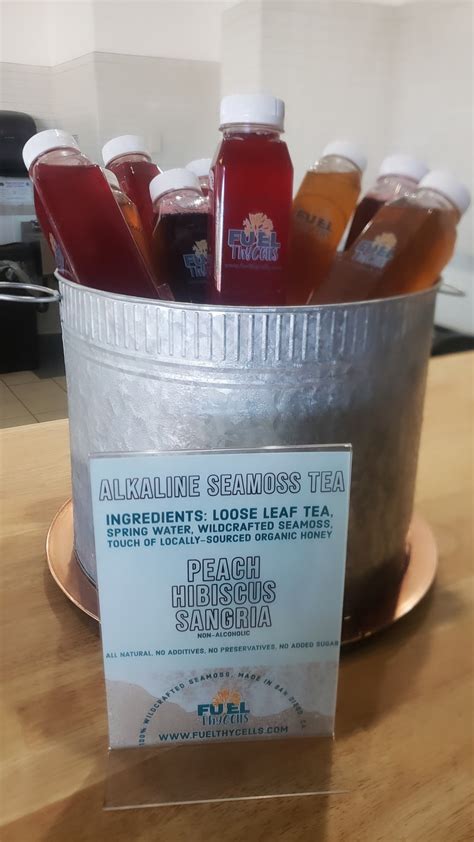 FUEL
ThyCells
ALKALINE SEAMOSS TEA
INGREDIENTS: LOOSE LEAF TEA,
SPRING WATER, WILDCRAFTED SEAMOSS,
TOUCH OF LOCALLY-SOURCED ORGANIC HONEY
PEACH
HIBISCUS
SANGRIA
NON-ALCOHOLIC
ALL NATURAL, NO ADDITIVES, NO PRESERVATIVES, NO ADDED SUGAR
100% WILDCRAFTED SEAMOSS, MADE IN SAN DIEGO, CA
FUEL
ThyCells
WWW.FUELTHYCELLS.COM